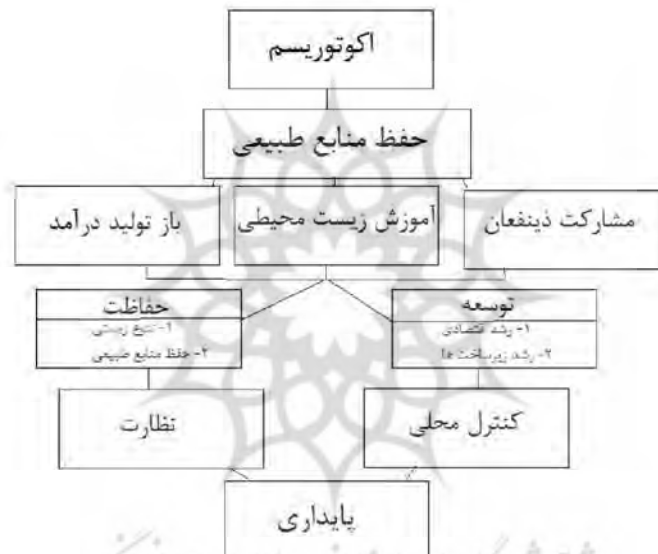 اکوتوریسم
حفظ منابع طبیعی
مشارکت ذینفعان
آموزش زیست محیطی
باز تولید درآمد
توسعه
۱- رشد اقتصادی
۲- رشد زیرساخت ها
حفاظت
۱- تنوع زیستی
۲- حفظ منابع طبیعی
کنترل محلی
نظارت
پایداری